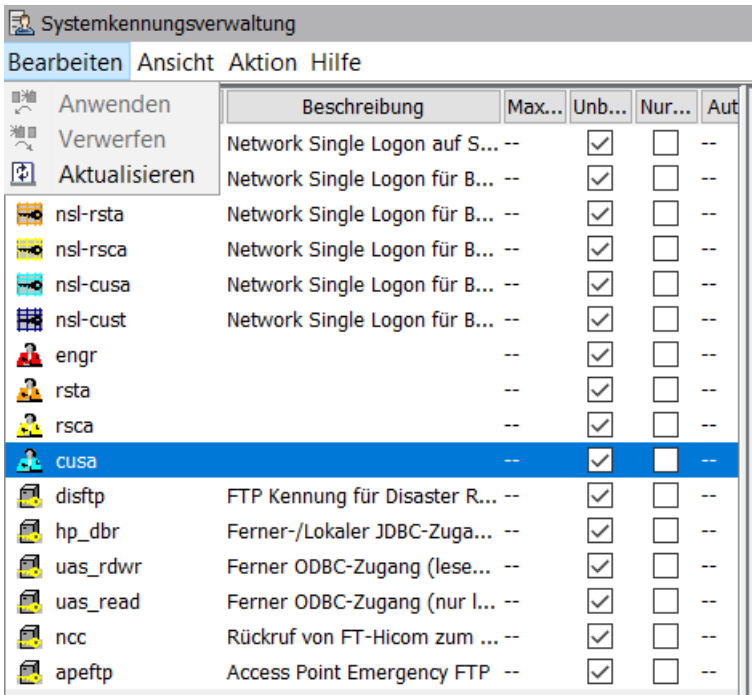 Systemkennungsverwaltung
Bearbeiten Ansicht Aktion Hilfe
Anwenden
Verwerfen
Aktualisieren
Beschreibung Max... Unb... Nur... Aut
Network Single Logon auf S... -- --
Network Single Logon für B... -- --
nsl-rsta Network Single Logon für B... -- --
nsl-rsca Network Single Logon für B... -- --
nsl-cusa Network Single Logon für B... -- --
nsl-cust Network Single Logon für B... -- --
engr -- --
rsta -- --
rsca -- --
cusa -- --
disftp FTP Kennung für Disaster R... -- --
hp_dbr Ferner-/Lokaler JDBC-Zuga... -- --
uas_rdwr Ferner ODBC-Zugang (lese... -- --
uas_read Ferner ODBC-Zugang (nur l... -- --
ncc Rückruf von FT-Hicom zum ... -- --
apeftp Access Point Emergency FTP -- --